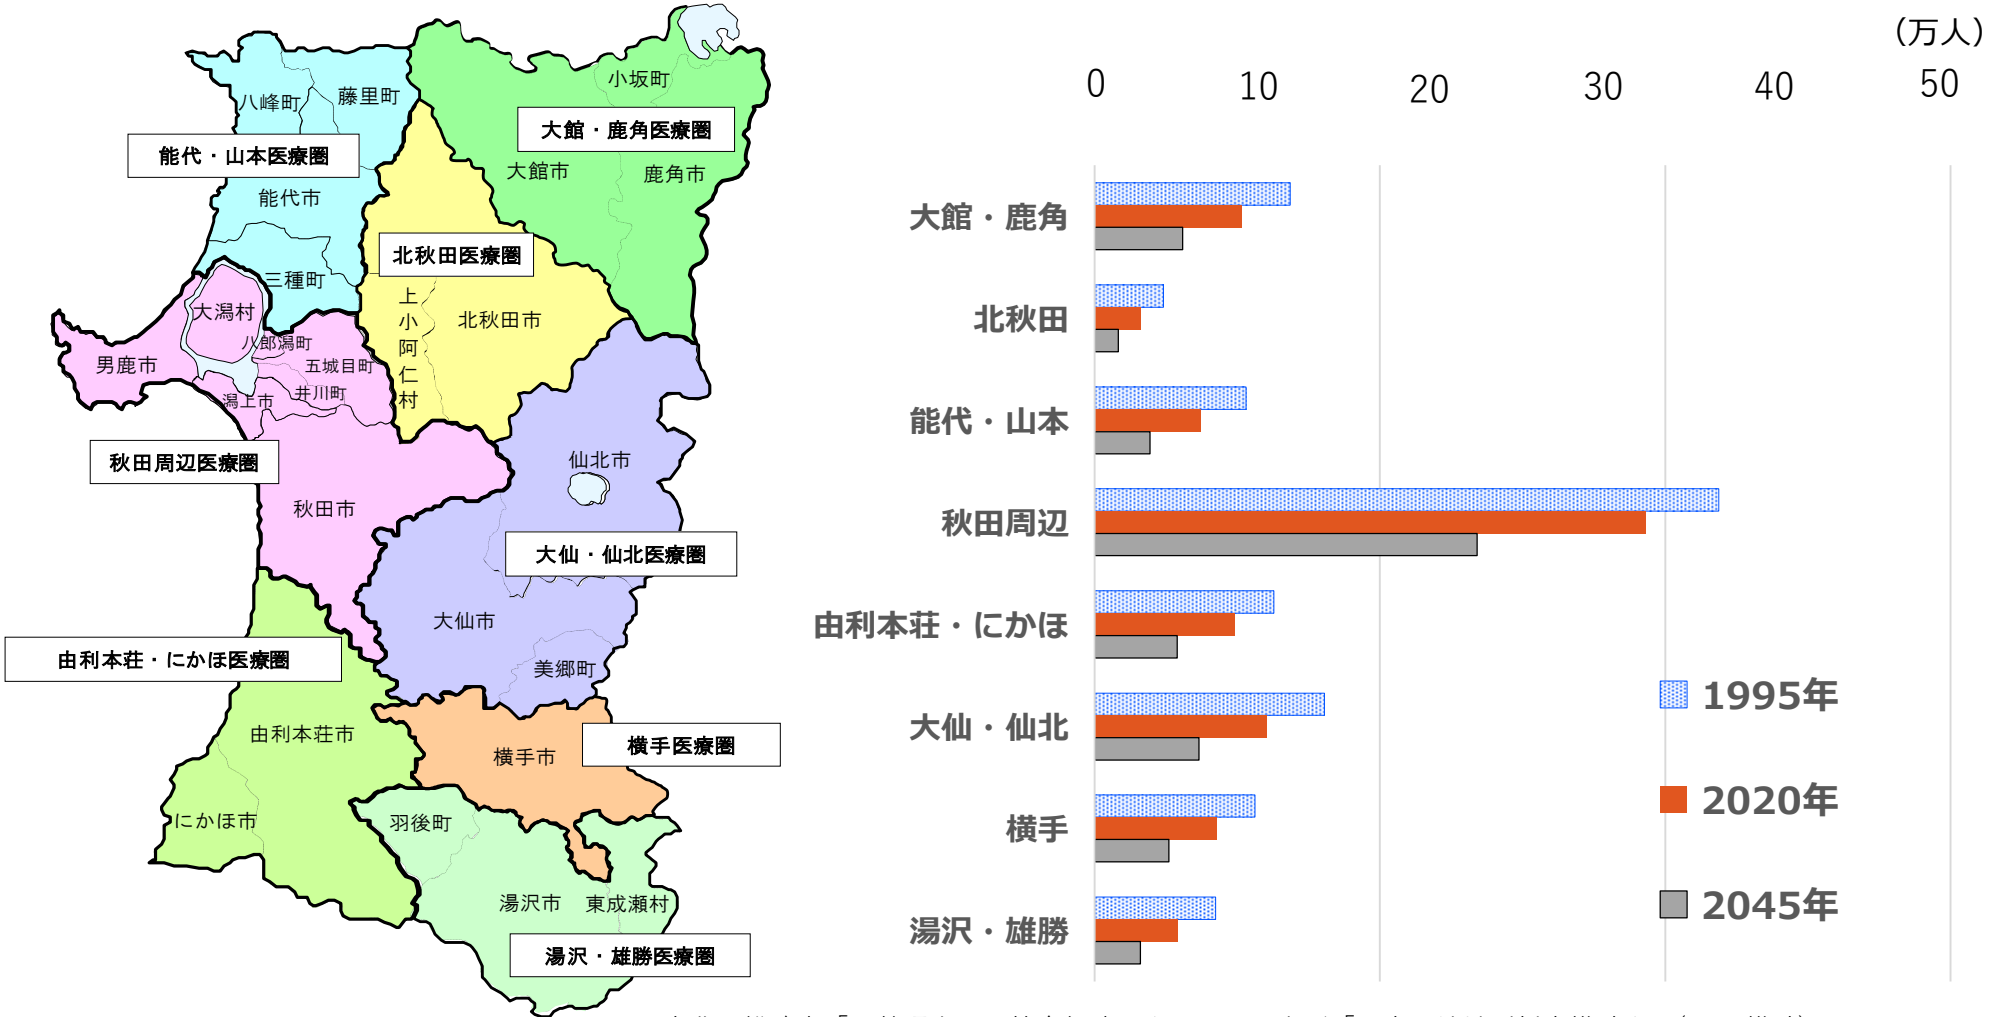 八峰町
藤里町
能代・山本医療圏
能代市
三種町
小坂町
大館・鹿角医療圏
大館市
鹿角市
北秋田医療圏
上小阿仁村
北秋田市
大潟村
八郎潟町
五城目町
男鹿市
井川町
潟上市
秋田周辺医療圏
秋田市
仙北市
大仙・仙北医療圏
大仙市
美郷町
由利本荘・にかほ医療圏
由利本荘市
にかほ市
横手医療圏
横手市
羽後町
湯沢市
東成瀬村
湯沢・雄勝医療圏
(万人)
0 10 20 30 40 50
大館・鹿角
北秋田
能代・山本
秋田周辺
由利本荘・にかほ
大仙・仙北
横手
湯沢・雄勝
1995年
2020年
2045年